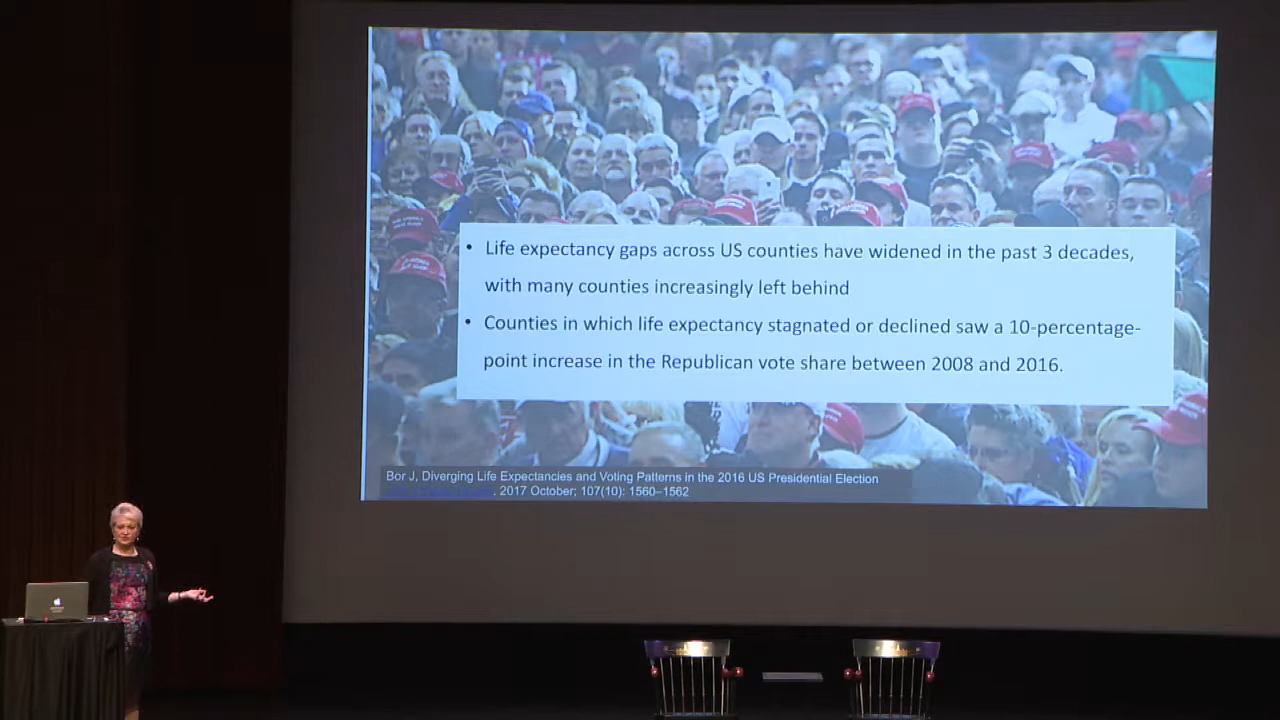 • Life expectancy gaps across US counties have widened in the past 3 decades,
with many counties increasingly left behind
• Counties in which life expectancy stagnated or declined saw a 10-percentage-
point increase in the Republican vote share between 2008 and 2016.
Bor J, Diverging Life Expectancies and Voting Patterns in the 2016 US Presidential Election
. 2017 October; 107(10): 1560–1562